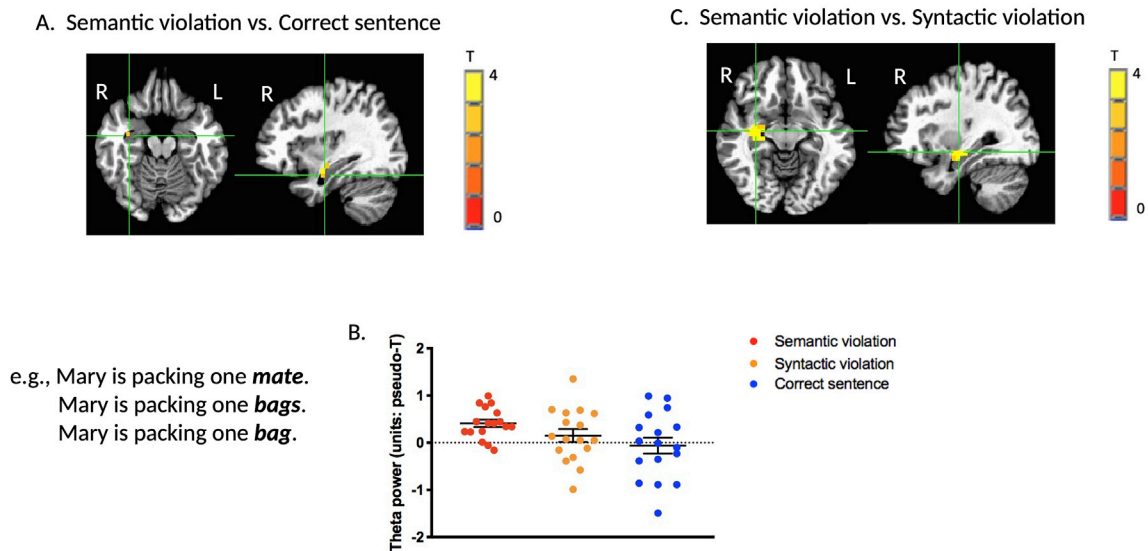 A. Semantic violation vs. Correct sentence
R
L
R
T
4
0
C. Semantic violation vs. Syntactic violation
R
L
R
T
4
0
e.g., Mary is packing one mate.
Mary is packing one bags.
Mary is packing one bag.
B.
Theta power (units: pseudo-T)
2
1
0
-1
-2
Semantic violation
Syntactic violation
Correct sentence